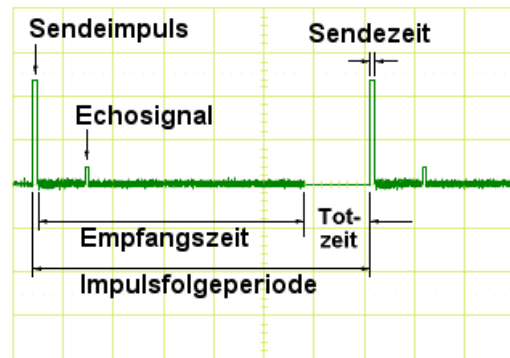 Sendeimpuls
Sendezeit
Echosignal
Empfangszeit
Tot-
zeit
Impulsfolgeperiode